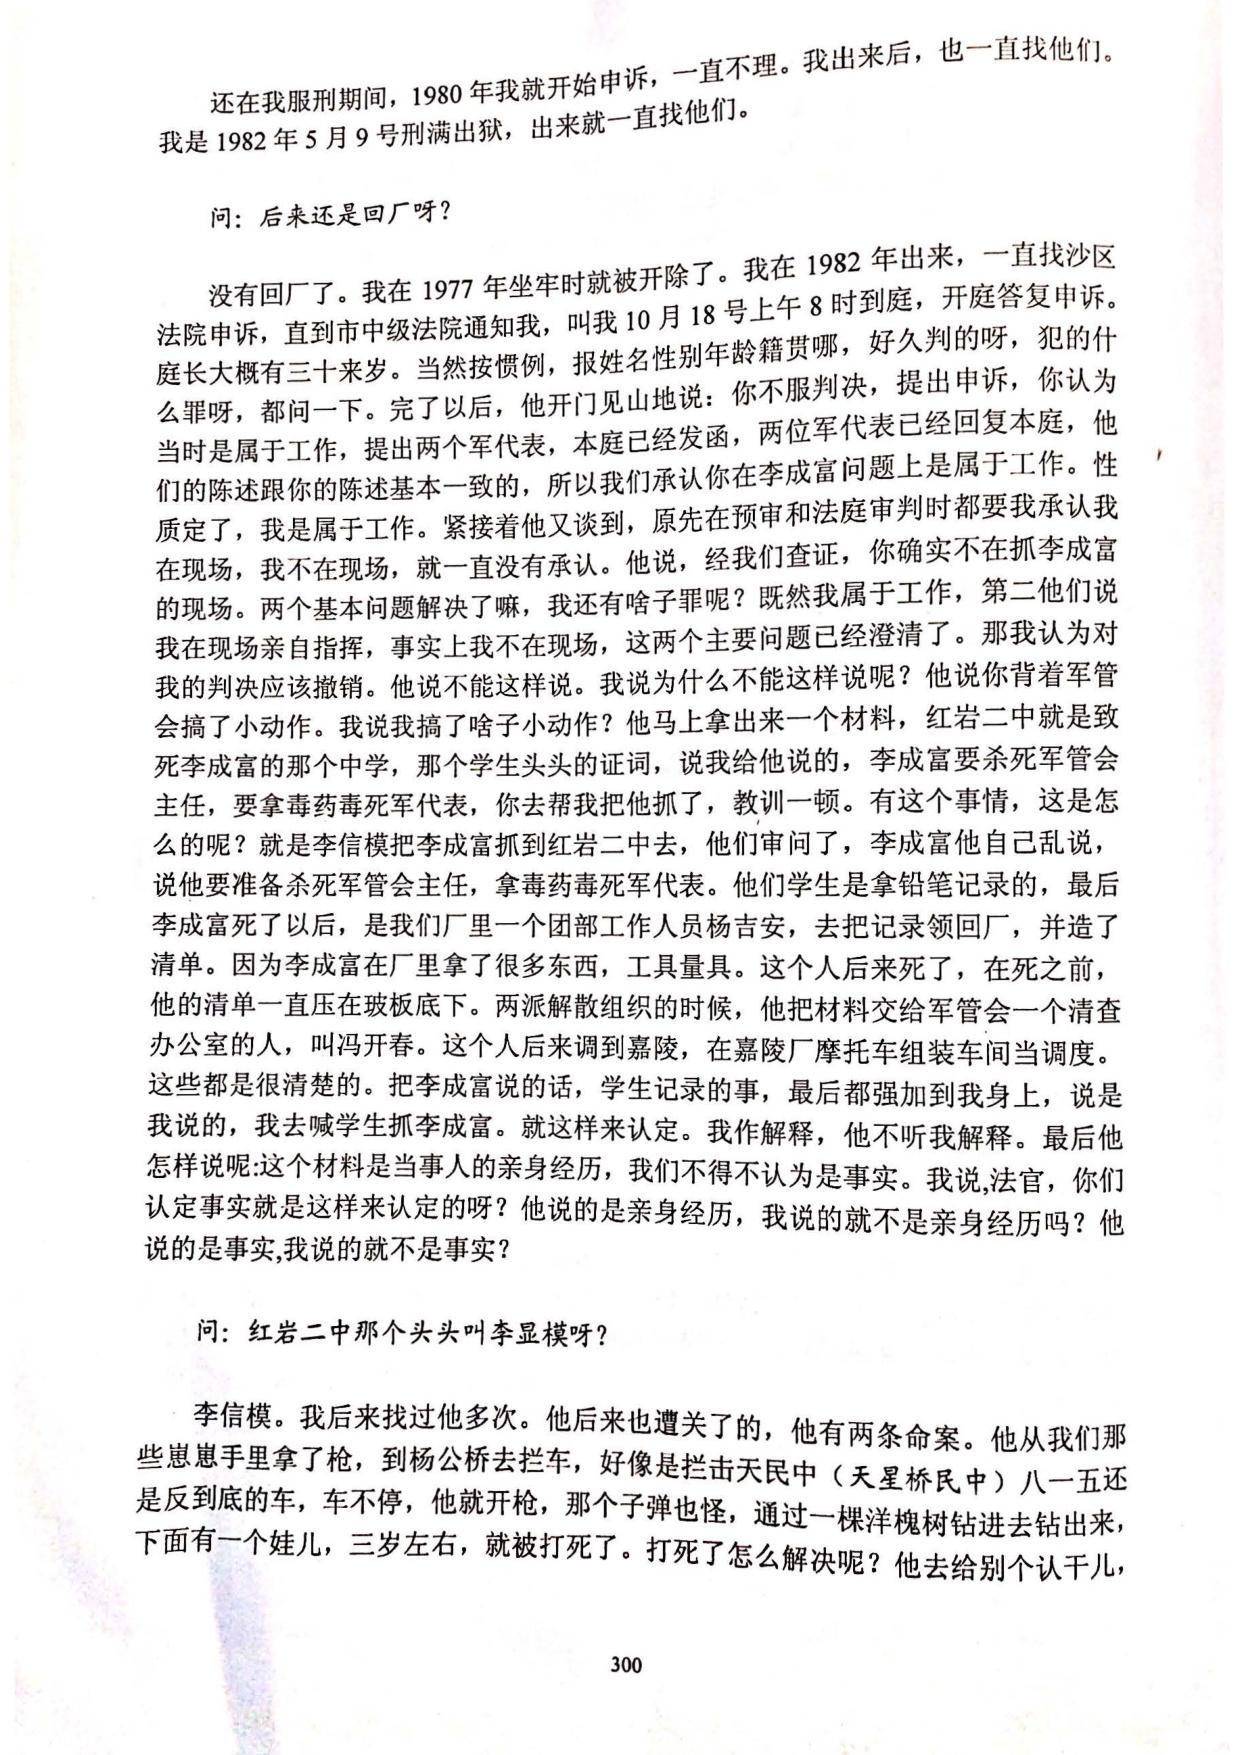 还在我服刑期间，1980 年我就开始申诉，一直不理。我出来后，也一直找他们。
我是 1982 年 5 月 9 号刑满出狱，出来就一直找他们。
问：后来还是回厂呀？
没有回厂了。我在 1977 年坐牢时就被开除了。我在 1982 年出来，一直找沙区
法院申诉，直到市中级法院通知我，叫我 10 月 18 号上午 8 时到庭，开庭答复申诉。
庭长大概有三十来岁。当然按惯例，报姓名性别年龄籍贯哪，好久判的呀，犯的什
么罪呀，都问一下。完了以后，他开门见山地说：你不服判决，提出申诉，你认为
当时是属于工作，提出两个军代表，本庭已经发函，两位军代表已经回复本庭，他
们的陈述跟你的陈述基本一致的，所以我们承认你在李成富问题上是属于工作。性
质定了，我是属于工作。紧接着他又谈到，原先在预审和法庭审判时都要我承认我
在现场，我不在现场，就一直没有承认。他说，经我们查证，你确实不在抓李成富
的现场。两个基本问题解决了嘛，我还有啥子罪呢？既然我属于工作，第二他们说
我在现场亲自指挥，事实上我不在现场，这两个主要问题已经澄清了。那我认为对
我的判决应该撤销。他说不能这样说。我说为什么不能这样说呢？他说你背着军管
会搞了小动作。我说我搞了啥子小动作？他马上拿出来一个材料，红岩二中就是致
死李成富的那个中学，那个学生头头的证词，说我给他说的，李成富要杀死军管会
主任，要拿毒药毒死军代表，你去帮我把他抓了，教训一顿。有这个事情，这是怎
么的呢？就是李信模把李成富抓到红岩二中去，他们审问了，李成富他自己乱说，
说他要准备杀死军管会主任，拿毒药毒死军代表。他们学生是拿铅笔记录的，最后
李成富死了以后，是我们厂里一个团部工作人员杨吉安，去把记录领回厂，并造了
清单。因为李成富在厂里拿了很多东西，工具量具。这个人后来死了，在死之前，
他的清单一直压在玻板底下。两派解散组织的时候，他把材料交给军管会一个清查
办公室的人，叫冯开春。这个人后来调到嘉陵，在嘉陵厂摩托车组装车间当调度。
这些都是很清楚的。把李成富说的话，学生记录的事，最后都强加到我身上，说是
我说的，我去喊学生抓李成富。就这样来认定。我作解释，他不听我解释。最后他
怎样说呢:这个材料是当事人的亲身经历，我们不得不认为是事实。我说,法官，你们
认定事实就是这样来认定的呀？他说的是亲身经历，我说的就不是亲身经历吗？他
说的是事实,我说的就不是事实？
问：红岩二中那个头头叫李显模呀？
李信模。我后来找过他多次。他后来也遭关了的，他有两条命案。他从我们那
些崽崽手里拿了枪，到杨公桥去拦车，好像是拦击天民中（天星桥民中）八一五还
是反到底的车，车不停，他就开枪，那个子弹也怪，通过一棵洋槐树钻进去钻出来，
下面有一个娃儿，三岁左右，就被打死了。打死了怎么解决呢？他去给别个认干儿，
300